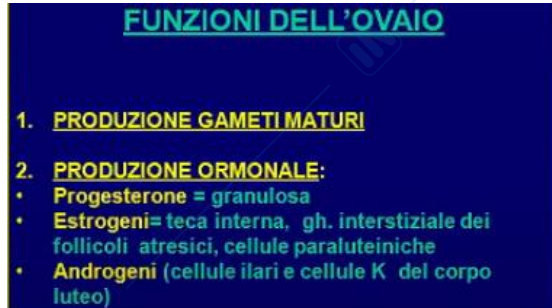 FUNZIONI DELL'OVAIO
1. PRODUZIONE GAMETI MATURI
2. PRODUZIONE ORMONALE:
• Progesterone = granulosa
• Estrogeni= teca interna, gh. interstiziale dei
follicoli atresici, cellule paraluteiniche
• Androgeni (cellule ilari e cellule K del corpo
luteo)